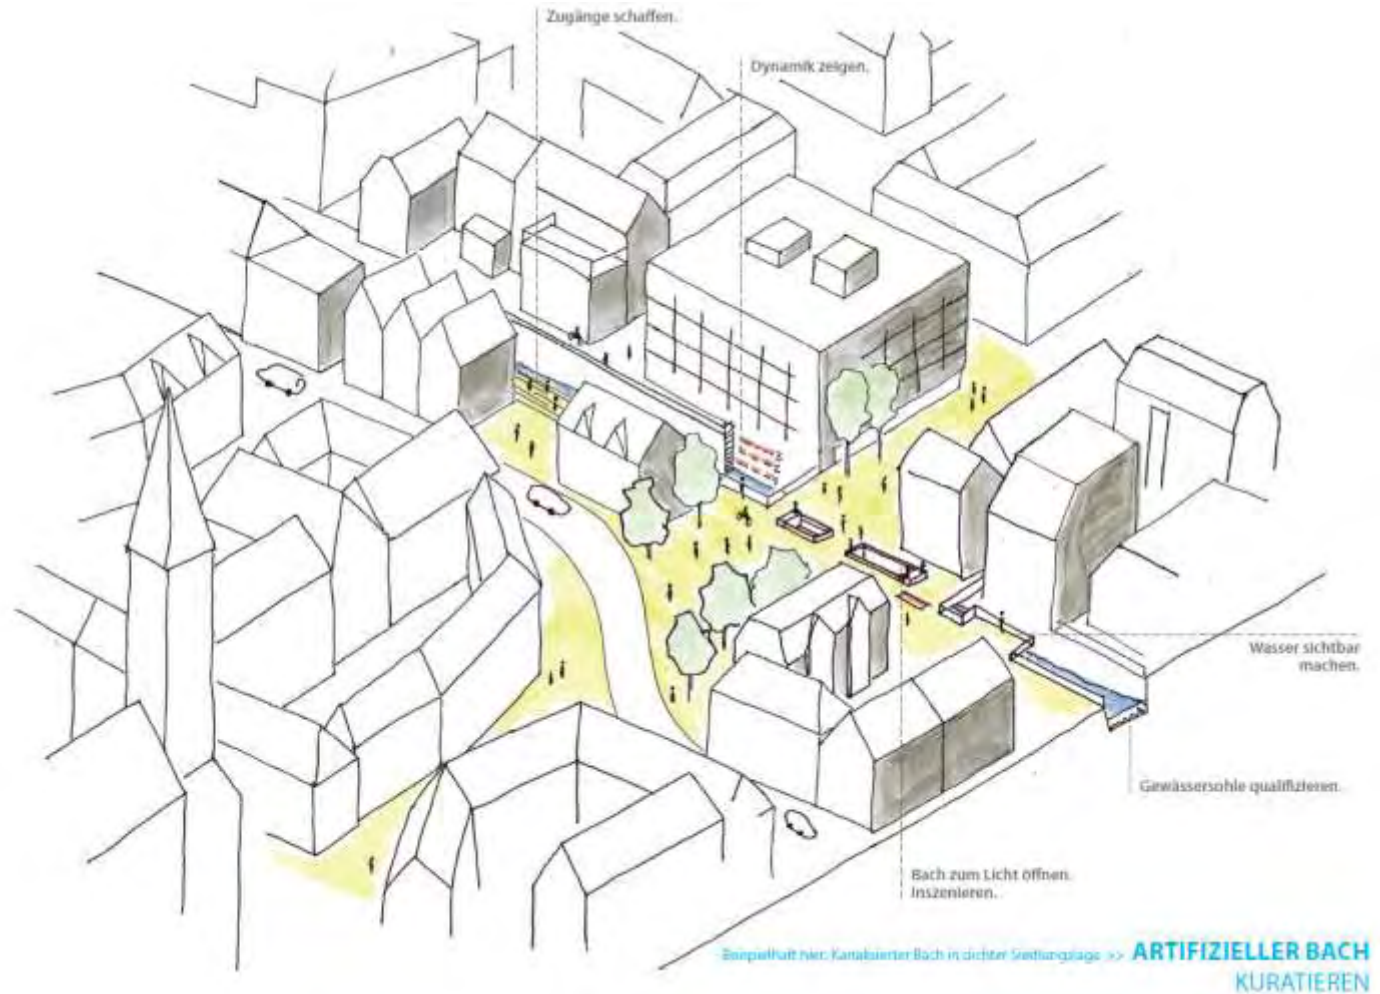 Zugänge schaffen.
Dynamik zeigen.
Wasser sichtbar
machen.
Gewässersohle qualifizieren.
Bach zum Licht öffnen.
Inszenieren.
Beispielhaft hier: Kanalisierter Bach in dichter Siedlungslage >> ARTIFIZIELLER BACH
KURATIEREN